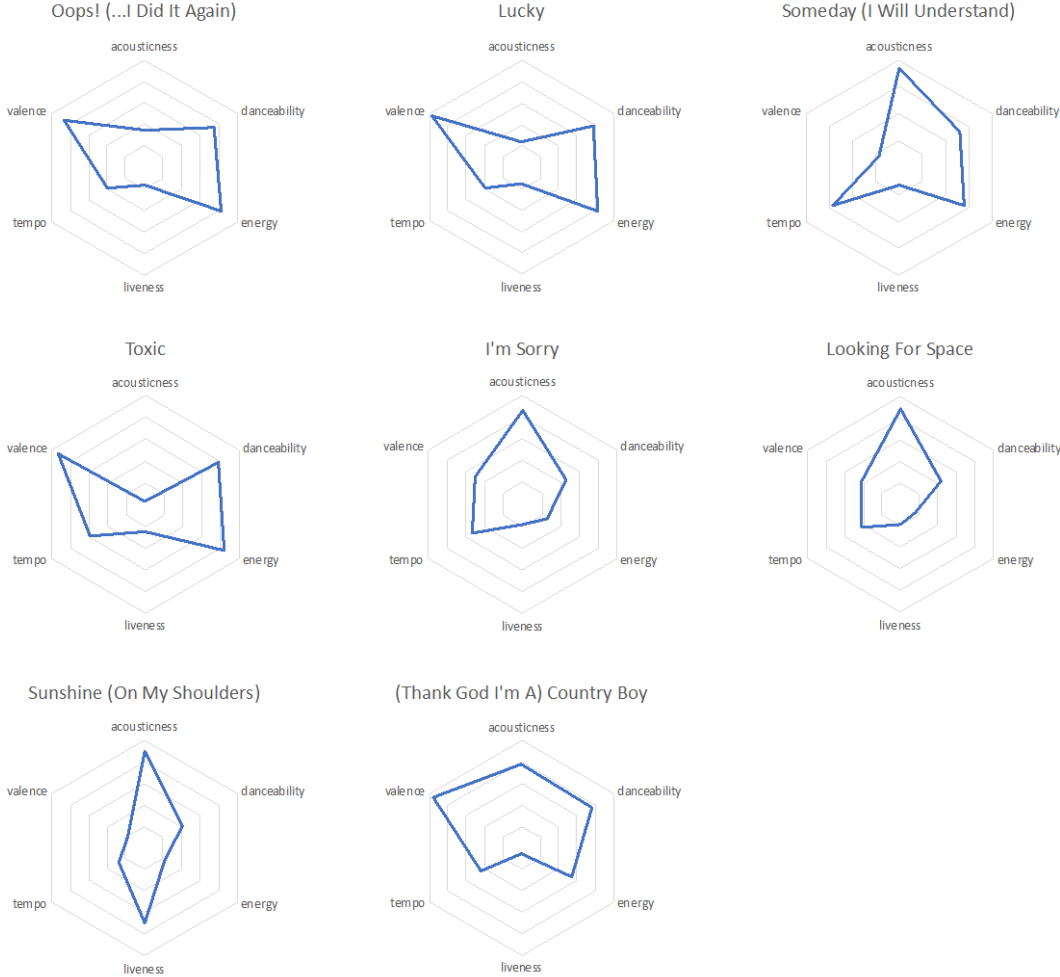 Oops! (...I Did It Again)
Lucky
Someday (I Will Understand)
acousticness
acousticness
acousticness
valence
danceability
valence
danceability
valence
danceability
tempo
energy
tempo
energy
tempo
energy
liveness
liveness
liveness
Toxic
I'm Sorry
Looking For Space
acousticness
acousticness
acousticness
valence
danceability
valence
danceability
valence
danceability
tempo
energy
tempo
energy
tempo
energy
liveness
liveness
liveness
Sunshine (On My Shoulders)
(Thank God I'm A) Country Boy
acousticness
acousticness
valence
danceability
valence
danceability
tempo
energy
tempo
energy
liveness
liveness